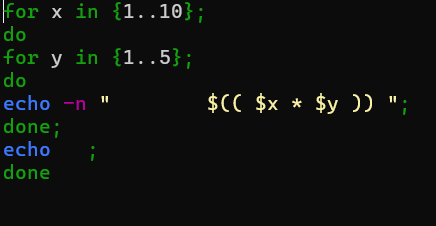 for x in {1..10};
do
for y in {1..5};
do
echo -n "        $(( $x * $y )) ";
done;
echo   ;
done